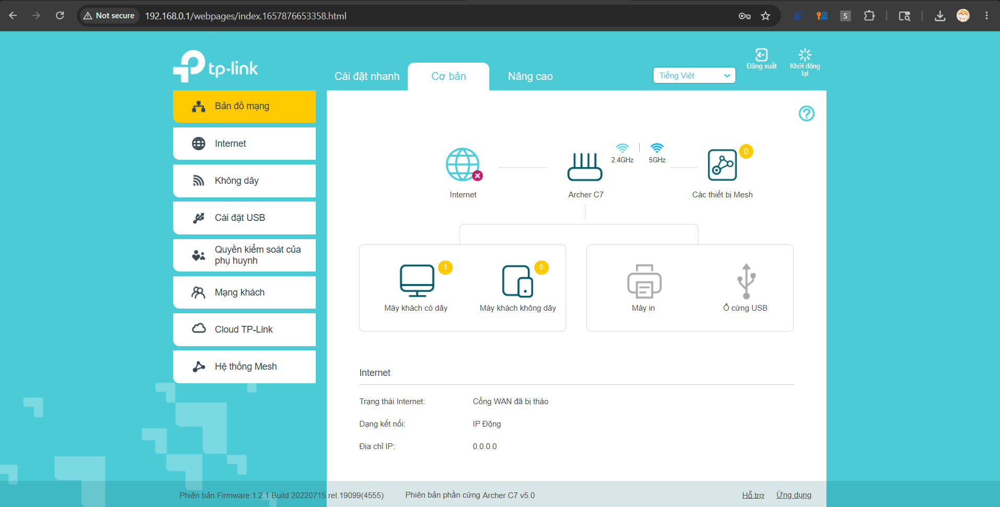 Not secure
192.168.0.1/webpages/index.1657876653358.html
S
tp-link
Cài đặt nhanh
Cơ bản
Nâng cao
Tiếng Việt
Đăng xuất
Khởi động
lại
Bản đồ mạng
Internet
Không dây
Cài đặt USB
Quyền kiểm soát của
phụ huynh
Mạng khách
Cloud TP-Link
Hệ thống Mesh
2.4GHz
5GHz
0
Internet
Archer C7
Các thiết bị Mesh
1
0
Máy khách có dây
Máy khách không dây
Máy in
Ổ cứng USB
Internet
Trạng thái Internet:
Cổng WAN đã bị tháo
Dạng kết nối:
IP Động
Địa chỉ IP:
0.0.0.0
Phiên bản Firmware 1.2.1 Build 20220715 rel.19099(4555)
Phiên bản phần cứng Archer C7 v5.0
Hỗ trợ
Ứng dụng